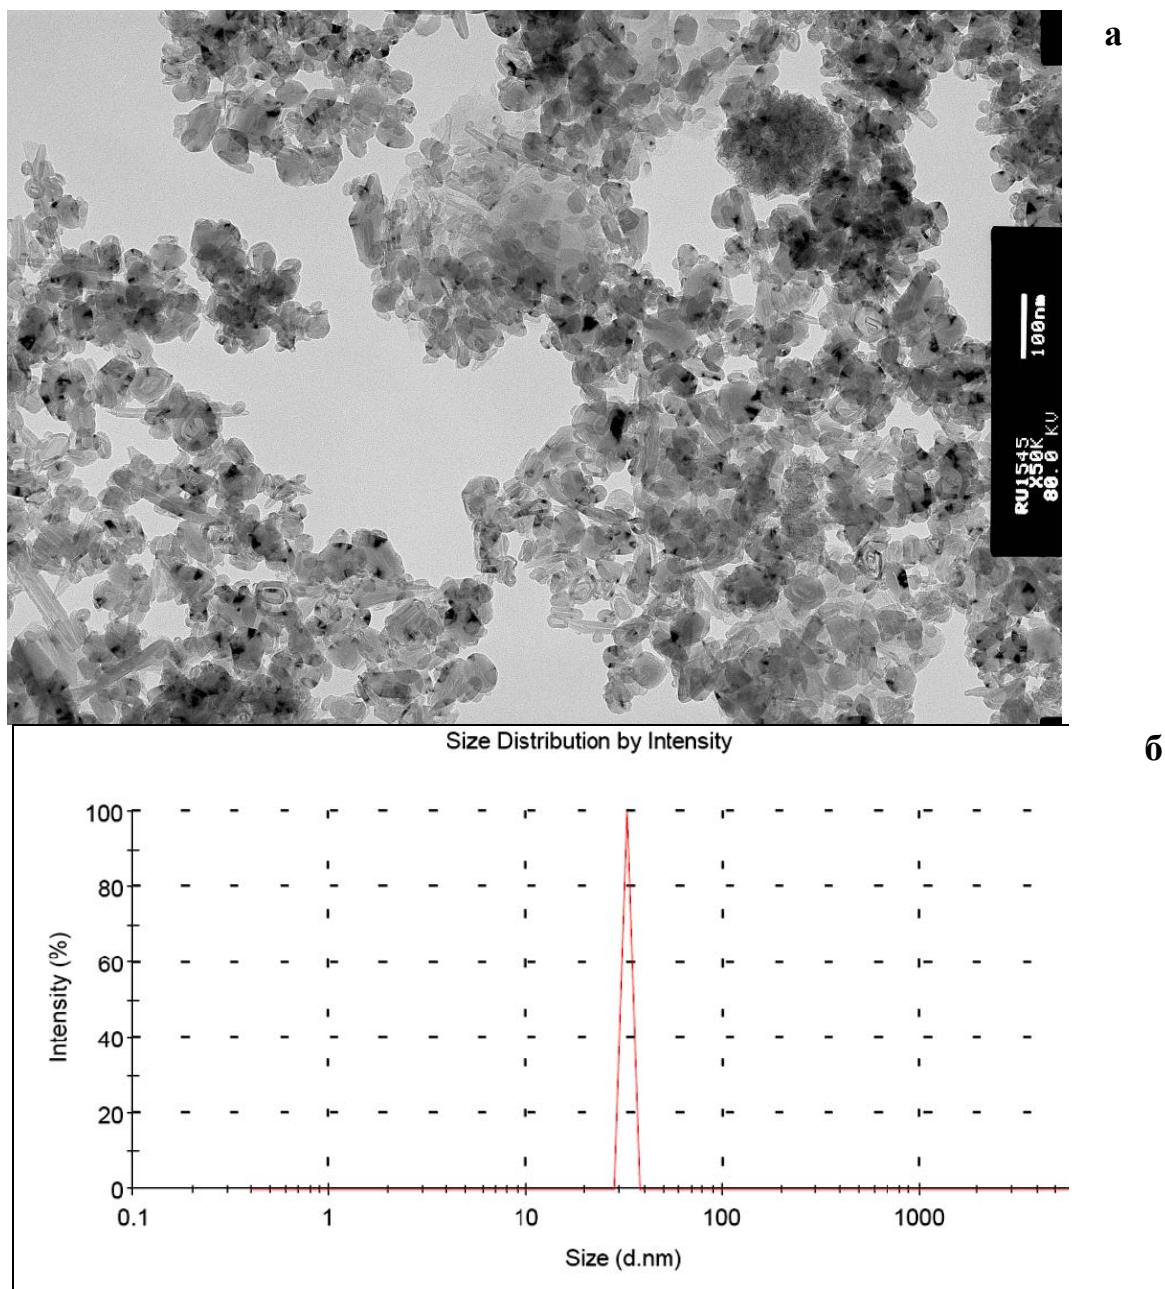 а
100nm
RU1545
X50K
80.0 KV
Size Distribution by Intensity
б
100
80
60
40
20
0
Intensity (%)
0.1
1
10
100
1000
Size (d.nm)